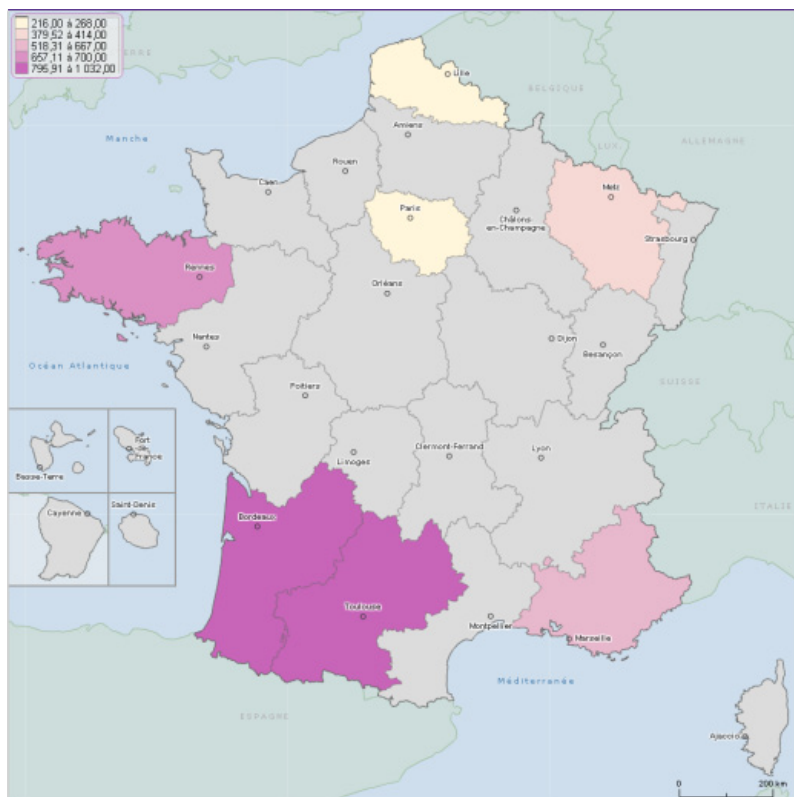 216,00 à 268,00
379,52 à 414,00
518,31 à 667,00
657,11 à 700,00
795,91 à 1 032,00
Lille
BELGIQUE
Amiens
Manche
LUX.
ALLEMAGNE
Rouen
Caen
Metz
Paris
Châlons-
en-Champagne
Strasbourg
Rennes
Orléans
Nantes
Dijon
Besançon
Océan Atlantique
SUISSE
Poitiers
Fort
de
France
Basse-Terre
Clermont-Ferrand
Limoges
Lyon
Saint-Denis
Cayenne
ITALIE
Bordeaux
Toulouse
Montpellier
Marseille
Méditerranée
ESPAGNE
Ajaccio
0 200 km